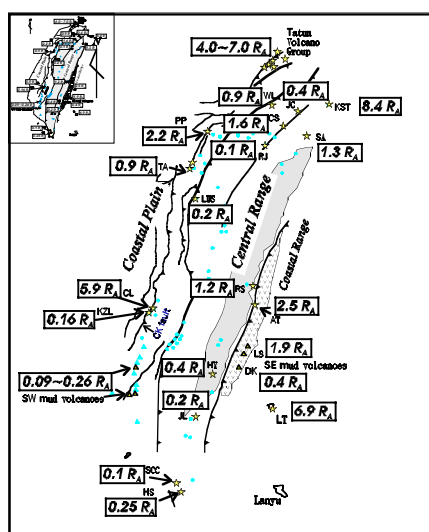 Tatun
Volcano
Group
4.0~7.0 RA
0.4 RA
0.9 RA
WL
JC
KST
8.4 RA
PP
1.6 RA
CS
2.2 RA
SA
0.1 RA
RJ
1.3 RA
0.9 RA
TA
LWS
0.2 RA
Coastal Plain
Central Range
Coastal Range
5.9 RA
CL
1.2 RA
RS
0.16 RA
KZL
2.5 RA
AT
CK fault
1.9 RA
LS
SE mud volcanoes
0.09~0.26 RA
0.4 RA
HT
DK
0.4 RA
SW mud volcanoes
0.2 RA
JL
6.9 RA
LT
0.1 RA
SCC
HS
0.25 RA
Lanyu